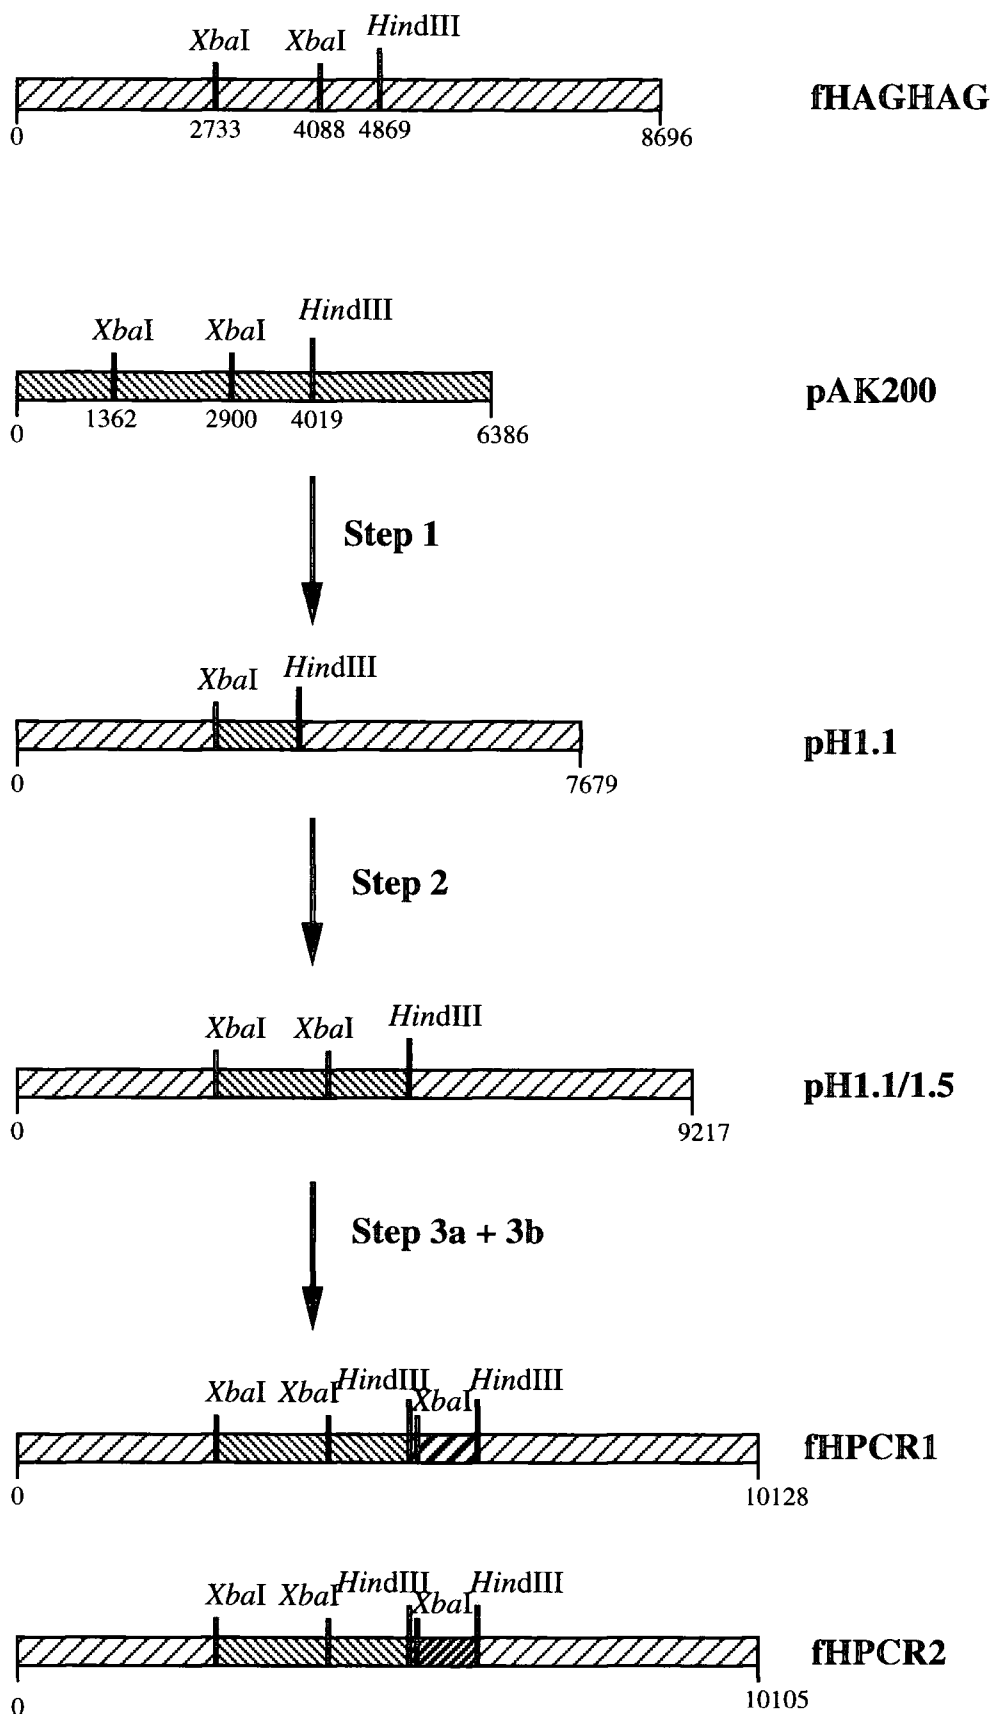 XbaI XbaI HindIII
fHAGHAG
0 2733 4088 4869 8696
XbaI XbaI HindIII
pAK200
0 1362 2900 4019 6386
Step 1
XbaI HindIII
pH1.1
0 7679
Step 2
XbaI XbaI HindIII
pH1.1/1.5
0 9217
Step 3a + 3b
XbaI XbaI HindIII XbaI HindIII
fHPCR1
0 10128
XbaI XbaI HindIII XbaI HindIII
fHPCR2
0 10105